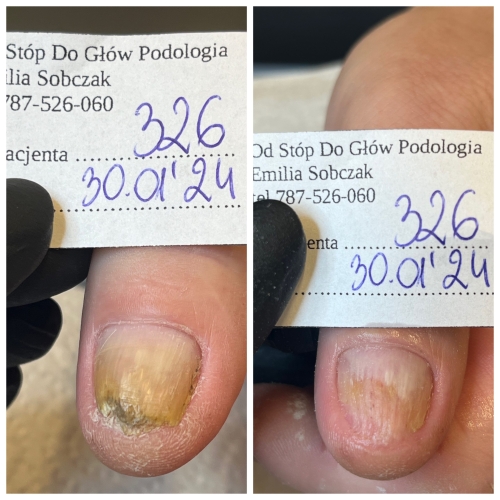 Stóp Do Głów Podologia
ilia Sobczak
787-526-060
acjenta ........ 326
30.01'24
Od Stóp Do Głów Podologia
Emilia Sobczak
tel 787-526-060
enta ........ 326
30.01'24